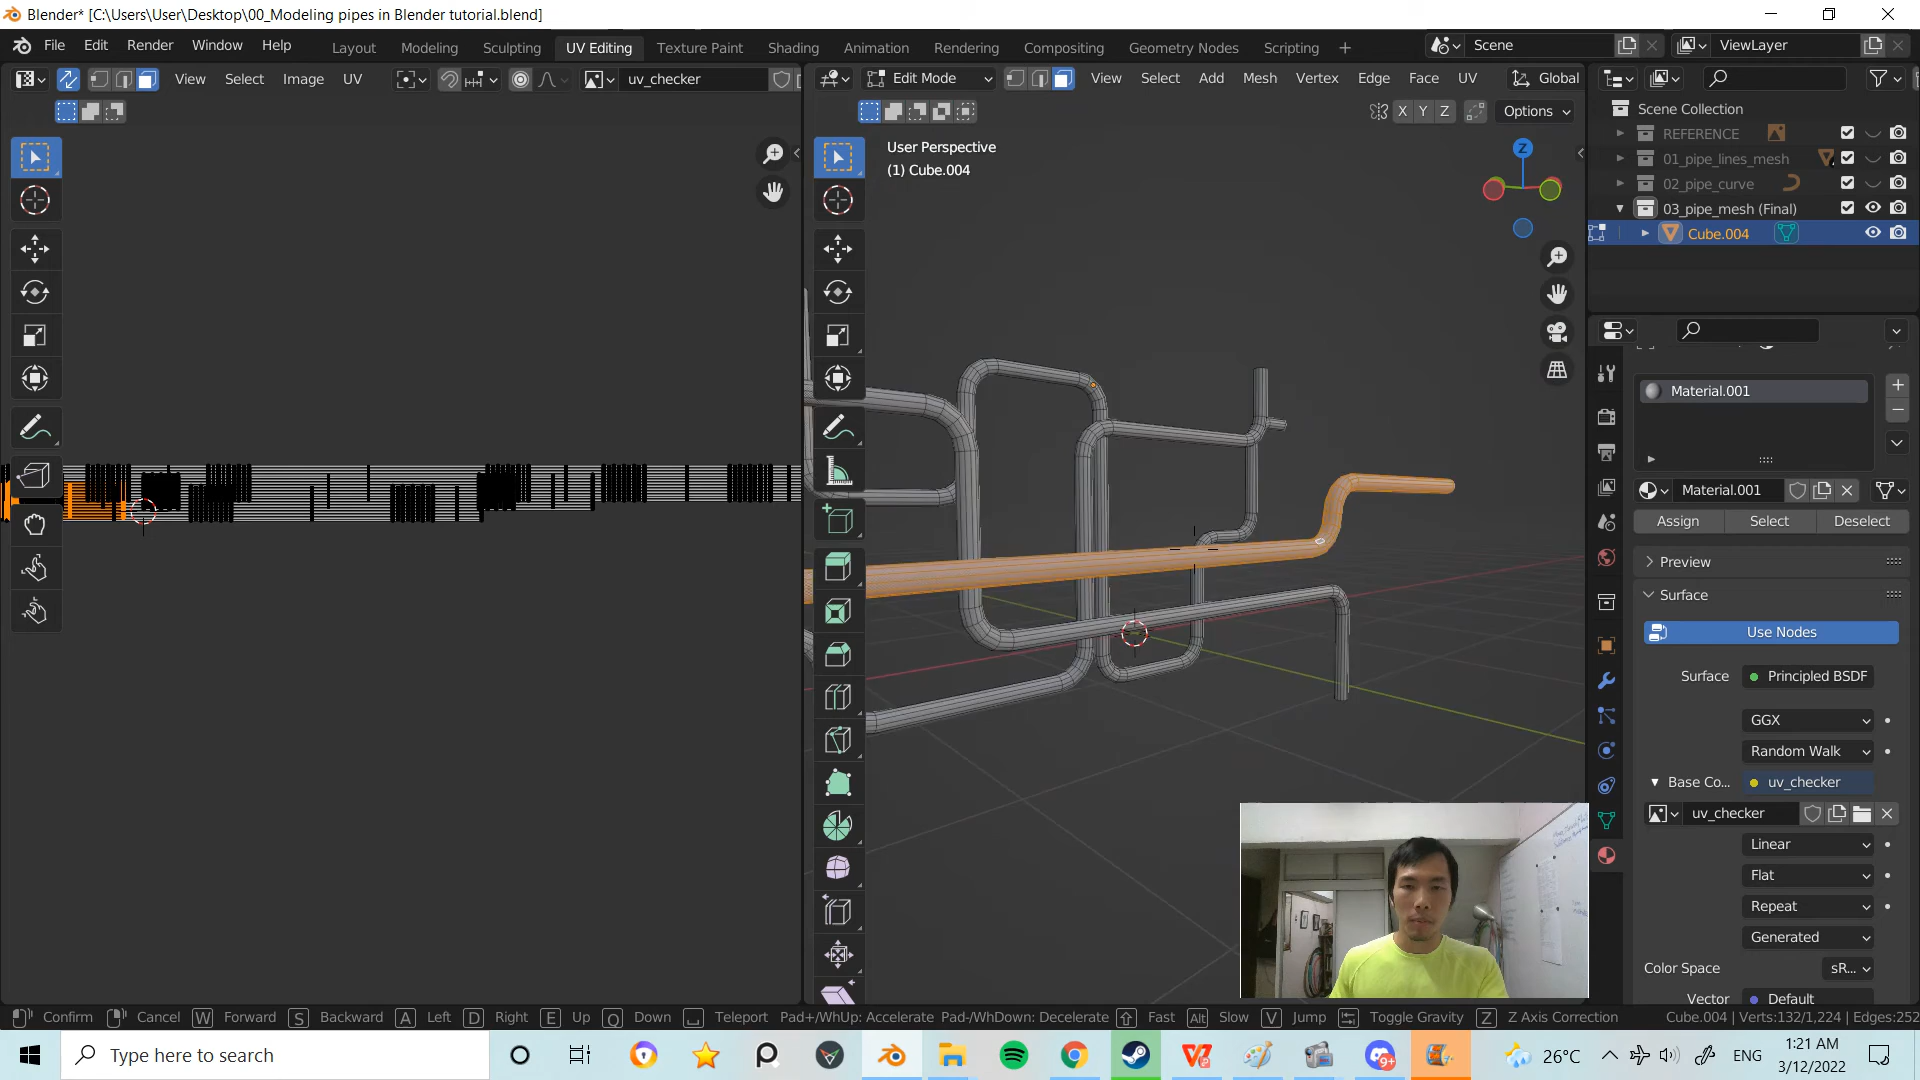 Blender* [C:\Users\User\Desktop\00_Modeling pipes in Blender tutorial.blend]
File Edit Render Window Help Layout Modeling Sculpting UV Editing Texture Paint Shading Animation Rendering Compositing Geometry Nodes Scripting + Scene ViewLayer
View Select Image UV uv_checker Edit Mode View Select Add Mesh Vertex Edge Face UV Global
X Y Z Options
Scene Collection
REFERENCE
01_pipe_lines_mesh
02_pipe_curve
03_pipe_mesh (Final)
Cube.004
User Perspective
(1) Cube.004
Z
Material.001
Material.001
Assign Select Deselect
Preview
Surface
Use Nodes
Surface Principled BSDF
GGX
Random Walk
Base Co... uv_checker
uv_checker
Linear
Flat
Repeat
Generated
Color Space sR...
Vector Default
Confirm Cancel W Forward S Backward A Left D Right E Up Q Down Teleport Pad+/WhUp: Accelerate Pad-/WhDown: Decelerate Fast Alt Slow V Jump Toggle Gravity Z Z Axis Correction Cube.004 | Verts:132/1,224 | Edges:252
Type here to search
9+
26°C
ENG
1:21 AM
3/12/2022